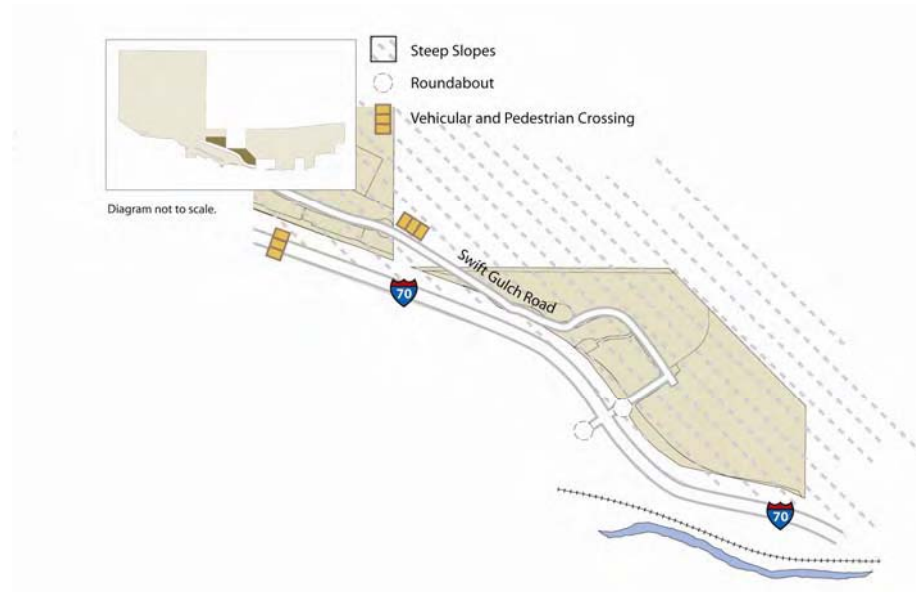 Steep Slopes
Roundabout
Vehicular and Pedestrian Crossing
Diagram not to scale.
Swift Gulch Road
70
70